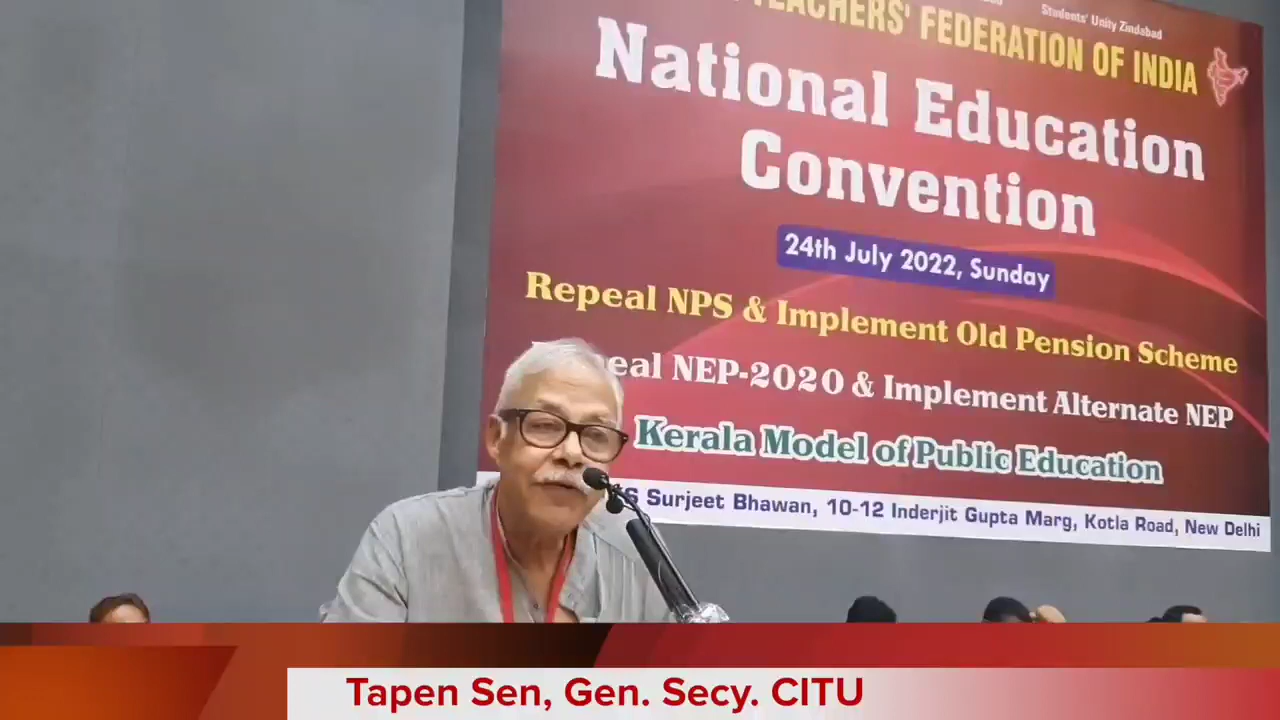 Students' Unity Zindabad
TEACHERS' FEDERATION OF INDIA
National Education
Convention
24th July 2022, Sunday
Repeal NPS & Implement Old Pension Scheme
NEP-2020 & Implement Alternate NEP
Kerala Model of Public Education
Surjeet Bhawan, 10-12 Inderjit Gupta Marg, Kotla Road, New Delhi
Tapen Sen, Gen. Secy. CITU